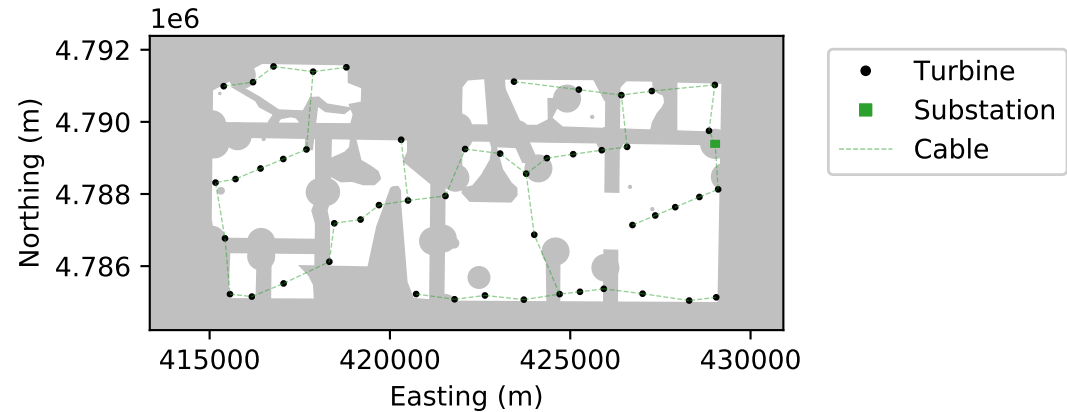 1e6
4.792
4.790
4.788
4.786
Northing (m)
415000 420000 425000 430000
Easting (m)
Turbine
Substation
Cable